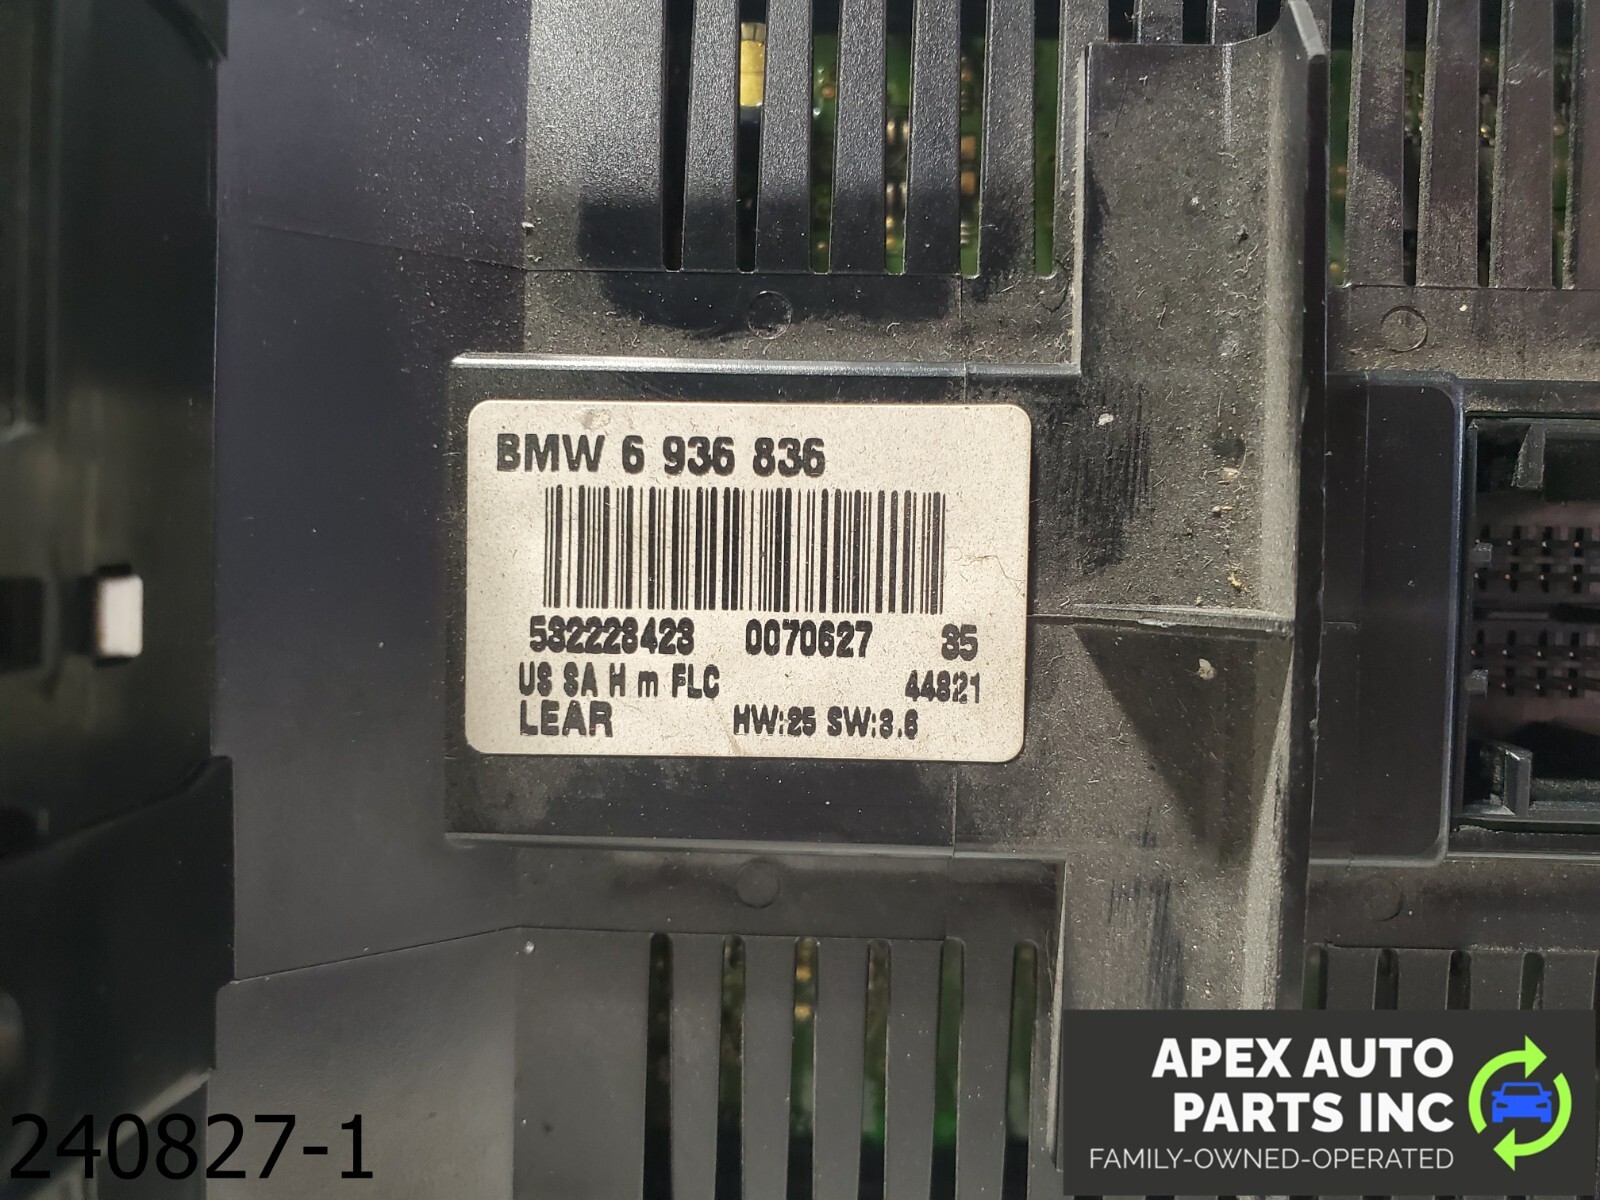 BMW 6 936 836
532228423 0070627 35
US SA H m FLC 44821
LEAR HW:25 SW:3.6
240827-1
APEX AUTO
PARTS INC
FAMILY-OWNED-OPERATED